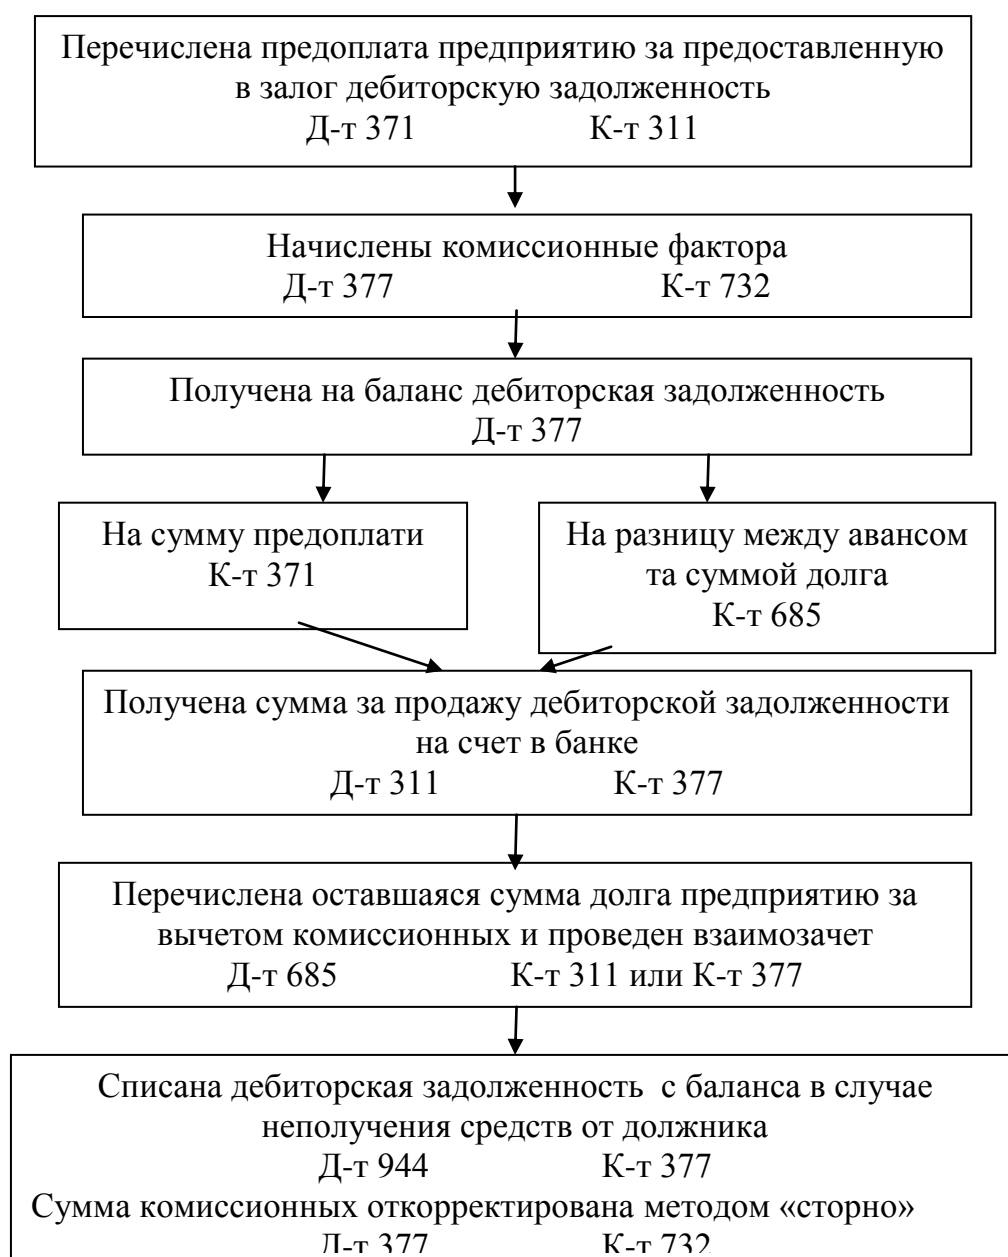 Перечислена предоплата предприятию за предоставленную
в залог дебиторскую задолженность
Д-т 371 К-т 311
Начислены комиссионные фактора
Д-т 377 К-т 732
Получена на баланс дебиторская задолженность
Д-т 377
На сумму предоплати
К-т 371
На разницу между авансом
та суммой долга
К-т 685
Получена сумма за продажу дебиторской задолженности
на счет в банке
Д-т 311 К-т 377
Перечислена оставшаяся сумма долга предприятию за
вычетом комиссионных и проведен взаимозачет
Д-т 685 К-т 311 или К-т 377
Списана дебиторская задолженность с баланса в случае
неполучения средств от должника
Д-т 944 К-т 377
Сумма комиссионных откорректирована методом «сторно»
Д-т 377 К-т 732